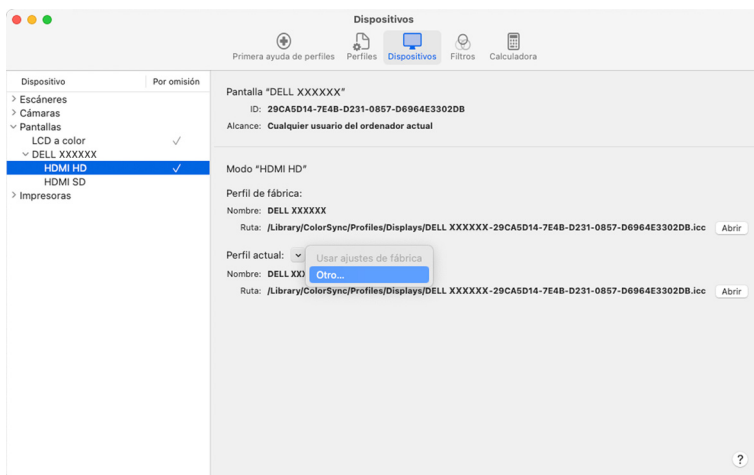 Dispositivos
Primera ayuda de perfiles Perfiles Dispositivos Filtros Calculadora
Dispositivo Por omisión
Escáneres
Cámaras
Pantallas
LCD a color
DELL XXXXXX
HDMI HD
HDMI SD
Impresoras
Pantalla “DELL XXXXXX”
ID: 29CA5D14-7E4B-D231-0857-D6964E3302DB
Alcance: Cualquier usuario del ordenador actual
Modo “HDMI HD”
Perfil de fábrica:
Nombre: DELL XXXXXX
Ruta: /Library/ColorSync/Profiles/Displays/DELL XXXXXX-29CA5D14-7E4B-D231-0857-D6964E3302DB.icc Abrir
Perfil actual:
Usar ajustes de fábrica
Otro...
Nombre: DELL XX
Ruta: /Library/ColorSync/Profiles/Displays/DELL XXXXXX-29CA5D14-7E4B-D231-0857-D6964E3302DB.icc Abrir
?